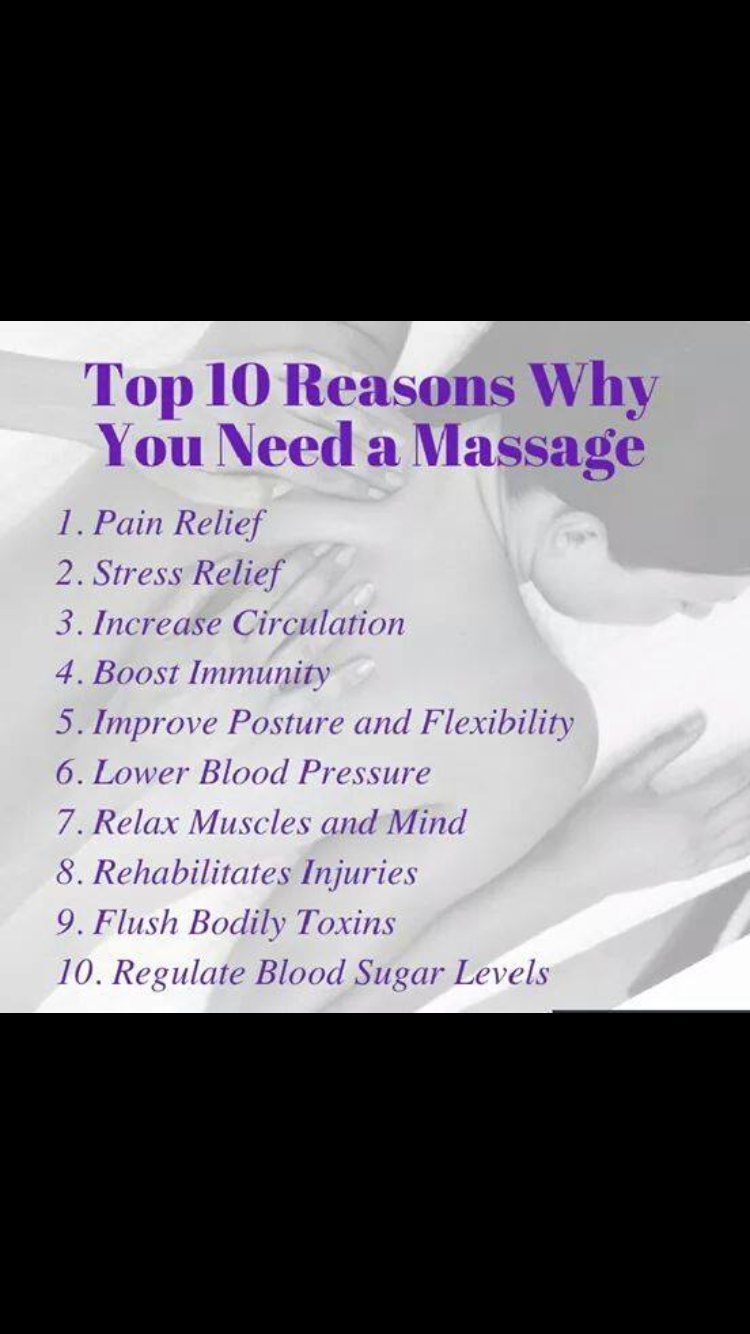 Top 10 Reasons Why
You Need a Massage
1. Pain Relief
2. Stress Relief
3. Increase Circulation
4. Boost Immunity
5. Improve Posture and Flexibility
6. Lower Blood Pressure
7. Relax Muscles and Mind
8. Rehabilitates Injuries
9. Flush Bodily Toxins
10. Regulate Blood Sugar Levels